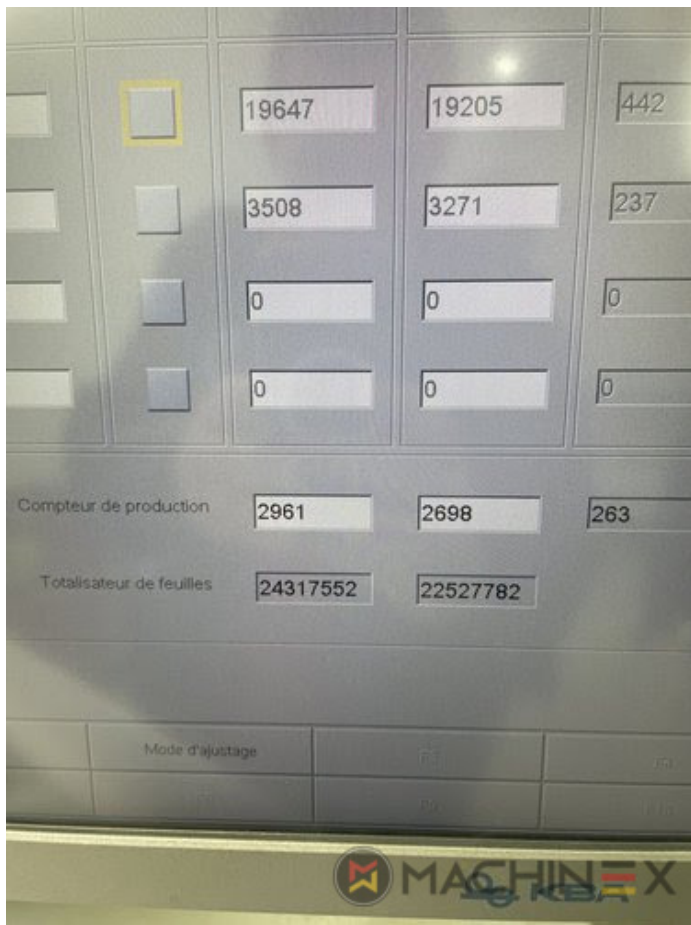 19647 19205 442
3508 3271 237
0 0 0
0 0 0
Compteur de production 2961 2698 263
Totalisateur de feuilles 24317552 22527782
Mode d'ajustage
MACHINEX
KBA